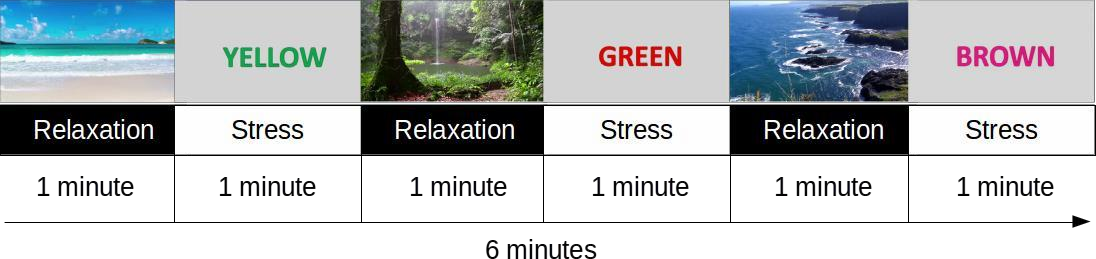 YELLOW GREEN BROWN
Relaxation Stress Relaxation Stress Relaxation Stress
1 minute 1 minute 1 minute 1 minute 1 minute 1 minute
6 minutes